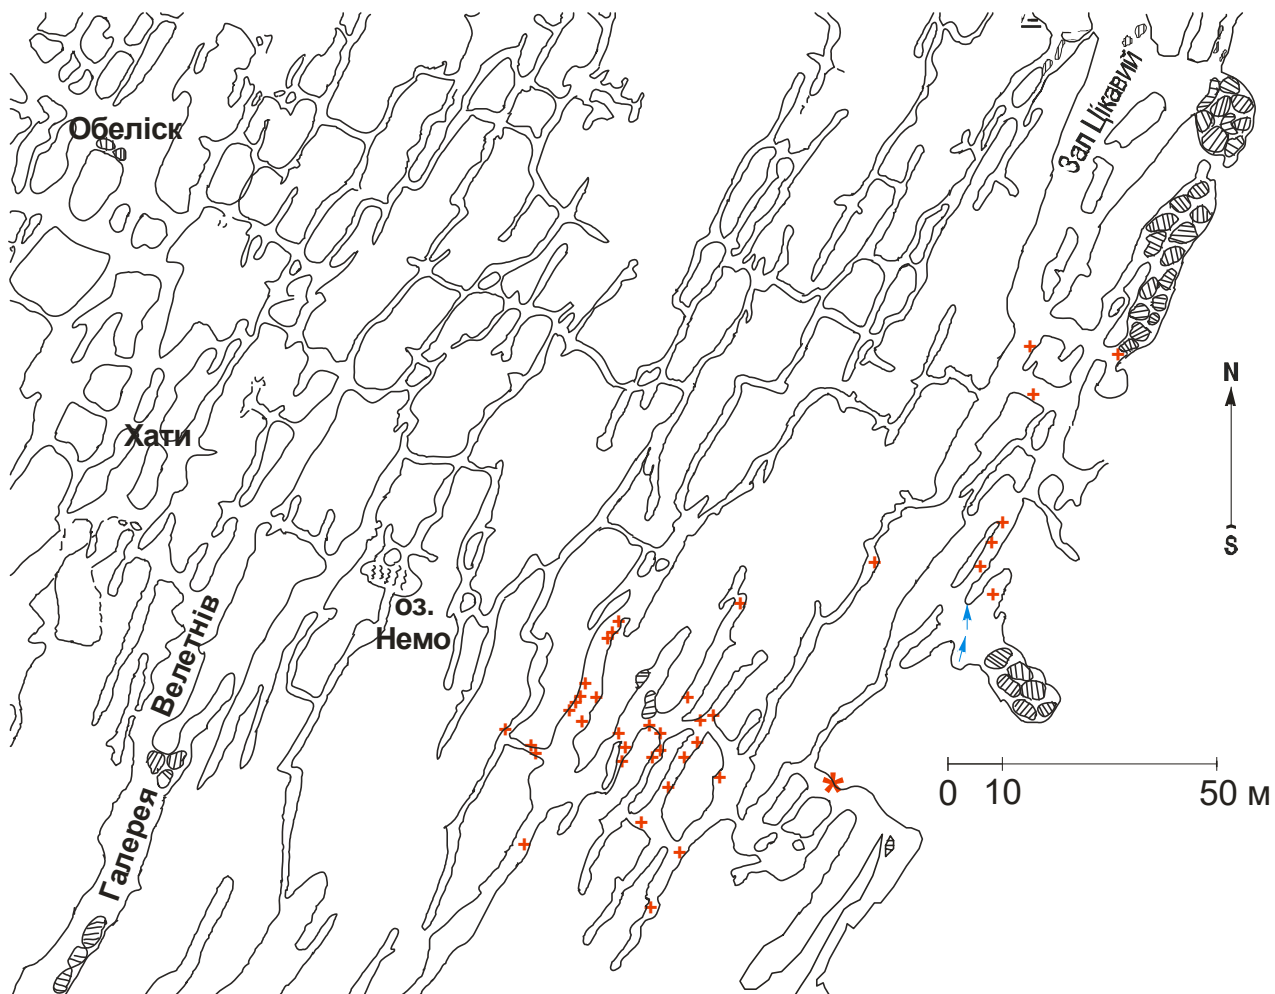 Зал Цікавий
Обеліск
N
Хати
S
оз.
Немо
Галерея Велетнів
0 10 50 м